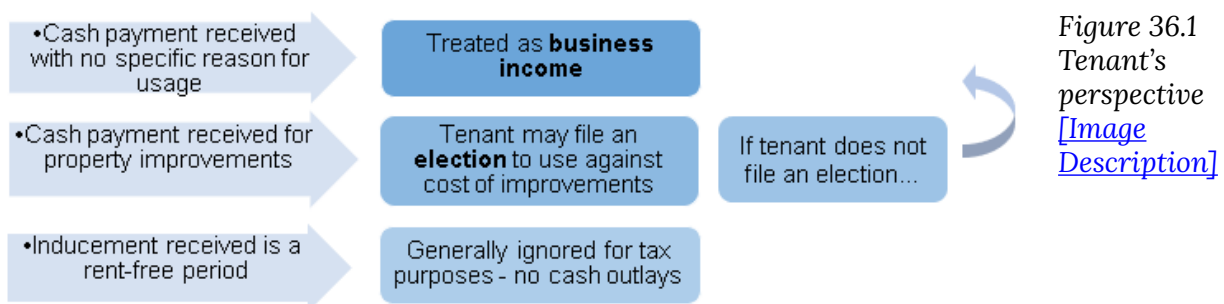 •Cash payment received
with no specific reason for
usage
Treated as business
income
•Cash payment received for
property improvements
Tenant may file an
election to use against
cost of improvements
If tenant does not
file an election...
•Inducement received is a
rent-free period
Generally ignored for tax
purposes - no cash outlays
Figure 36.1
Tenant’s
perspective
[Image
Description]